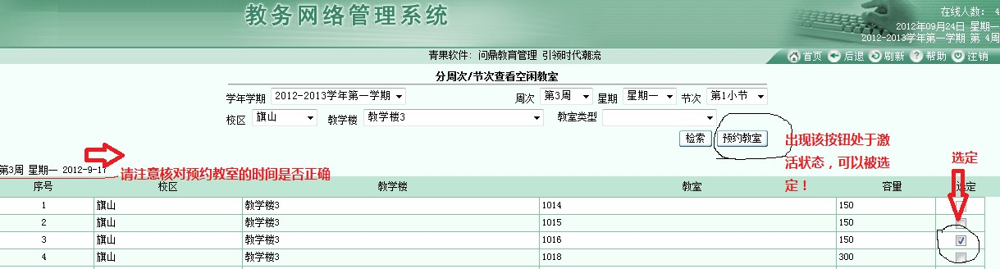 教务网络管理系统
在线人数： 4
2012年09月24日 星期一
2012-2013学年第一学期 第 4周
青果软件： 问鼎教育管理 引领时代潮流
首页 后退 刷新 帮助 注销
分周次/节次查看空闲教室
学年学期 2012-2013学年第一学期 周次 第3周 星期 星期一 节次 第1小节
校区 旗山 教学楼 教学楼3 教室类型
检索 预约教室
出现该按钮处于激
活状态，可以被选
定！
选定
第3周 星期一 2012-9-17
请注意核对预约教室的时间是否正确
序号 校区 教学楼 教室 容量 选定
1 旗山 教学楼3 1014 150
2 旗山 教学楼3 1015 150
3 旗山 教学楼3 1016 150
4 旗山 教学楼3 1018 300